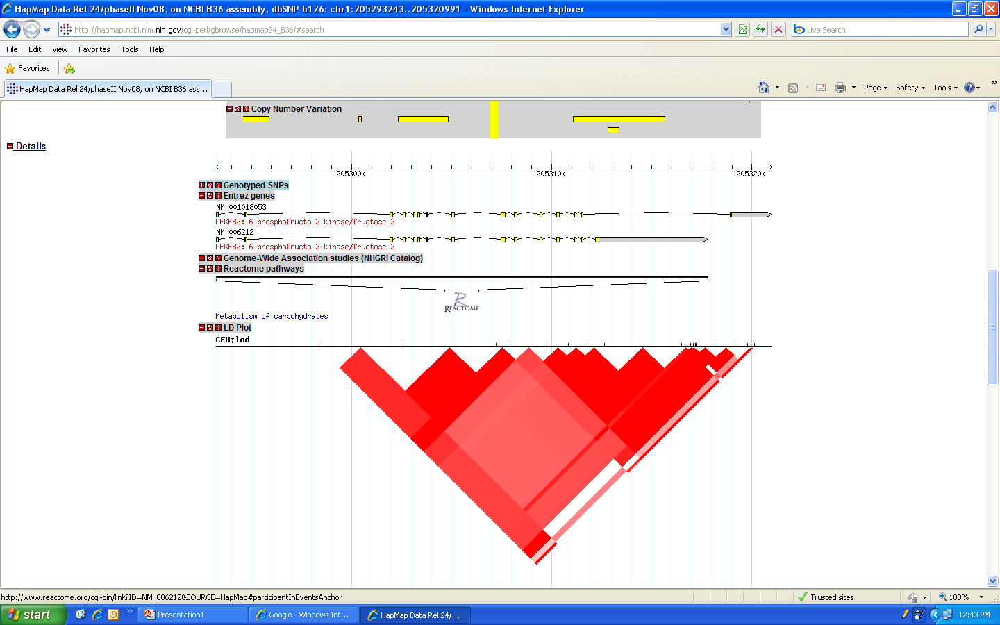 HapMap Data Rel 24/phaseII Nov08, on NCBI B36 assembly, dbSNP b126: chr1:205293243..205320991 - Windows Internet Explorer
http://hapmap.ncbi.nlm.nih.gov/cgi-perl/gbrowse/hapmap24_B36/#search
Live Search
File Edit View Favorites Tools Help
Favorites
HapMap Data Rel 24/phaseII Nov08, on NCBI B36 ass...
Page Safety Tools »
Copy Number Variation
Details
205300k 205310k 205320k
Genotyped SNPs
Entrez genes
NM_001018053
PFKFB2: 6-phosphofructo-2-kinase/fructose-2
NM_006212
PFKFB2: 6-phosphofructo-2-kinase/fructose-2
Genome-Wide Association studies (NHGRI Catalog)
Reactome pathways
R
REACTOME
Metabolism of carbohydrates
LD Plot
CEU:lod
http://www.reactome.org/cgi-bin/link?ID=NM_006212&SOURCE=HapMap#participantInEventsAnchor
Trusted sites
100%
start
Presentation1
Google - Windows Int...
HapMap Data Rel 24/...
12:43 PM